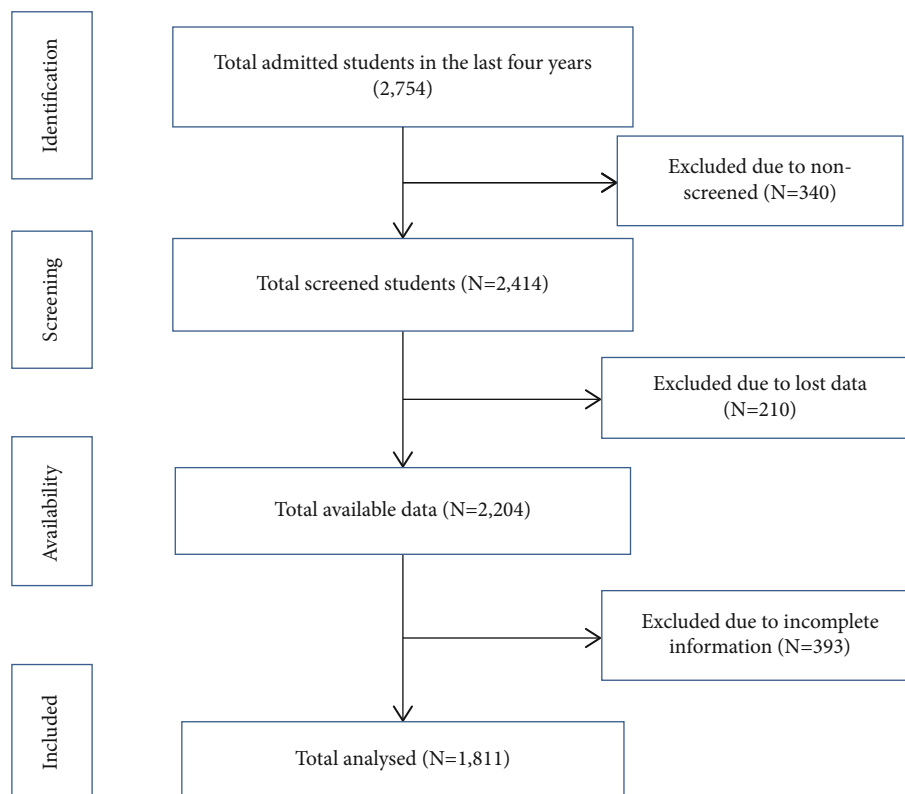 Identification
Total admitted students in the last four years
(2,754)
Excluded due to non-
screened (N=340)
Screening
Total screened students (N=2,414)
Excluded due to lost data
(N=210)
Availability
Total available data (N=2,204)
Excluded due to incomplete
information (N=393)
Included
Total analysed (N=1,811)